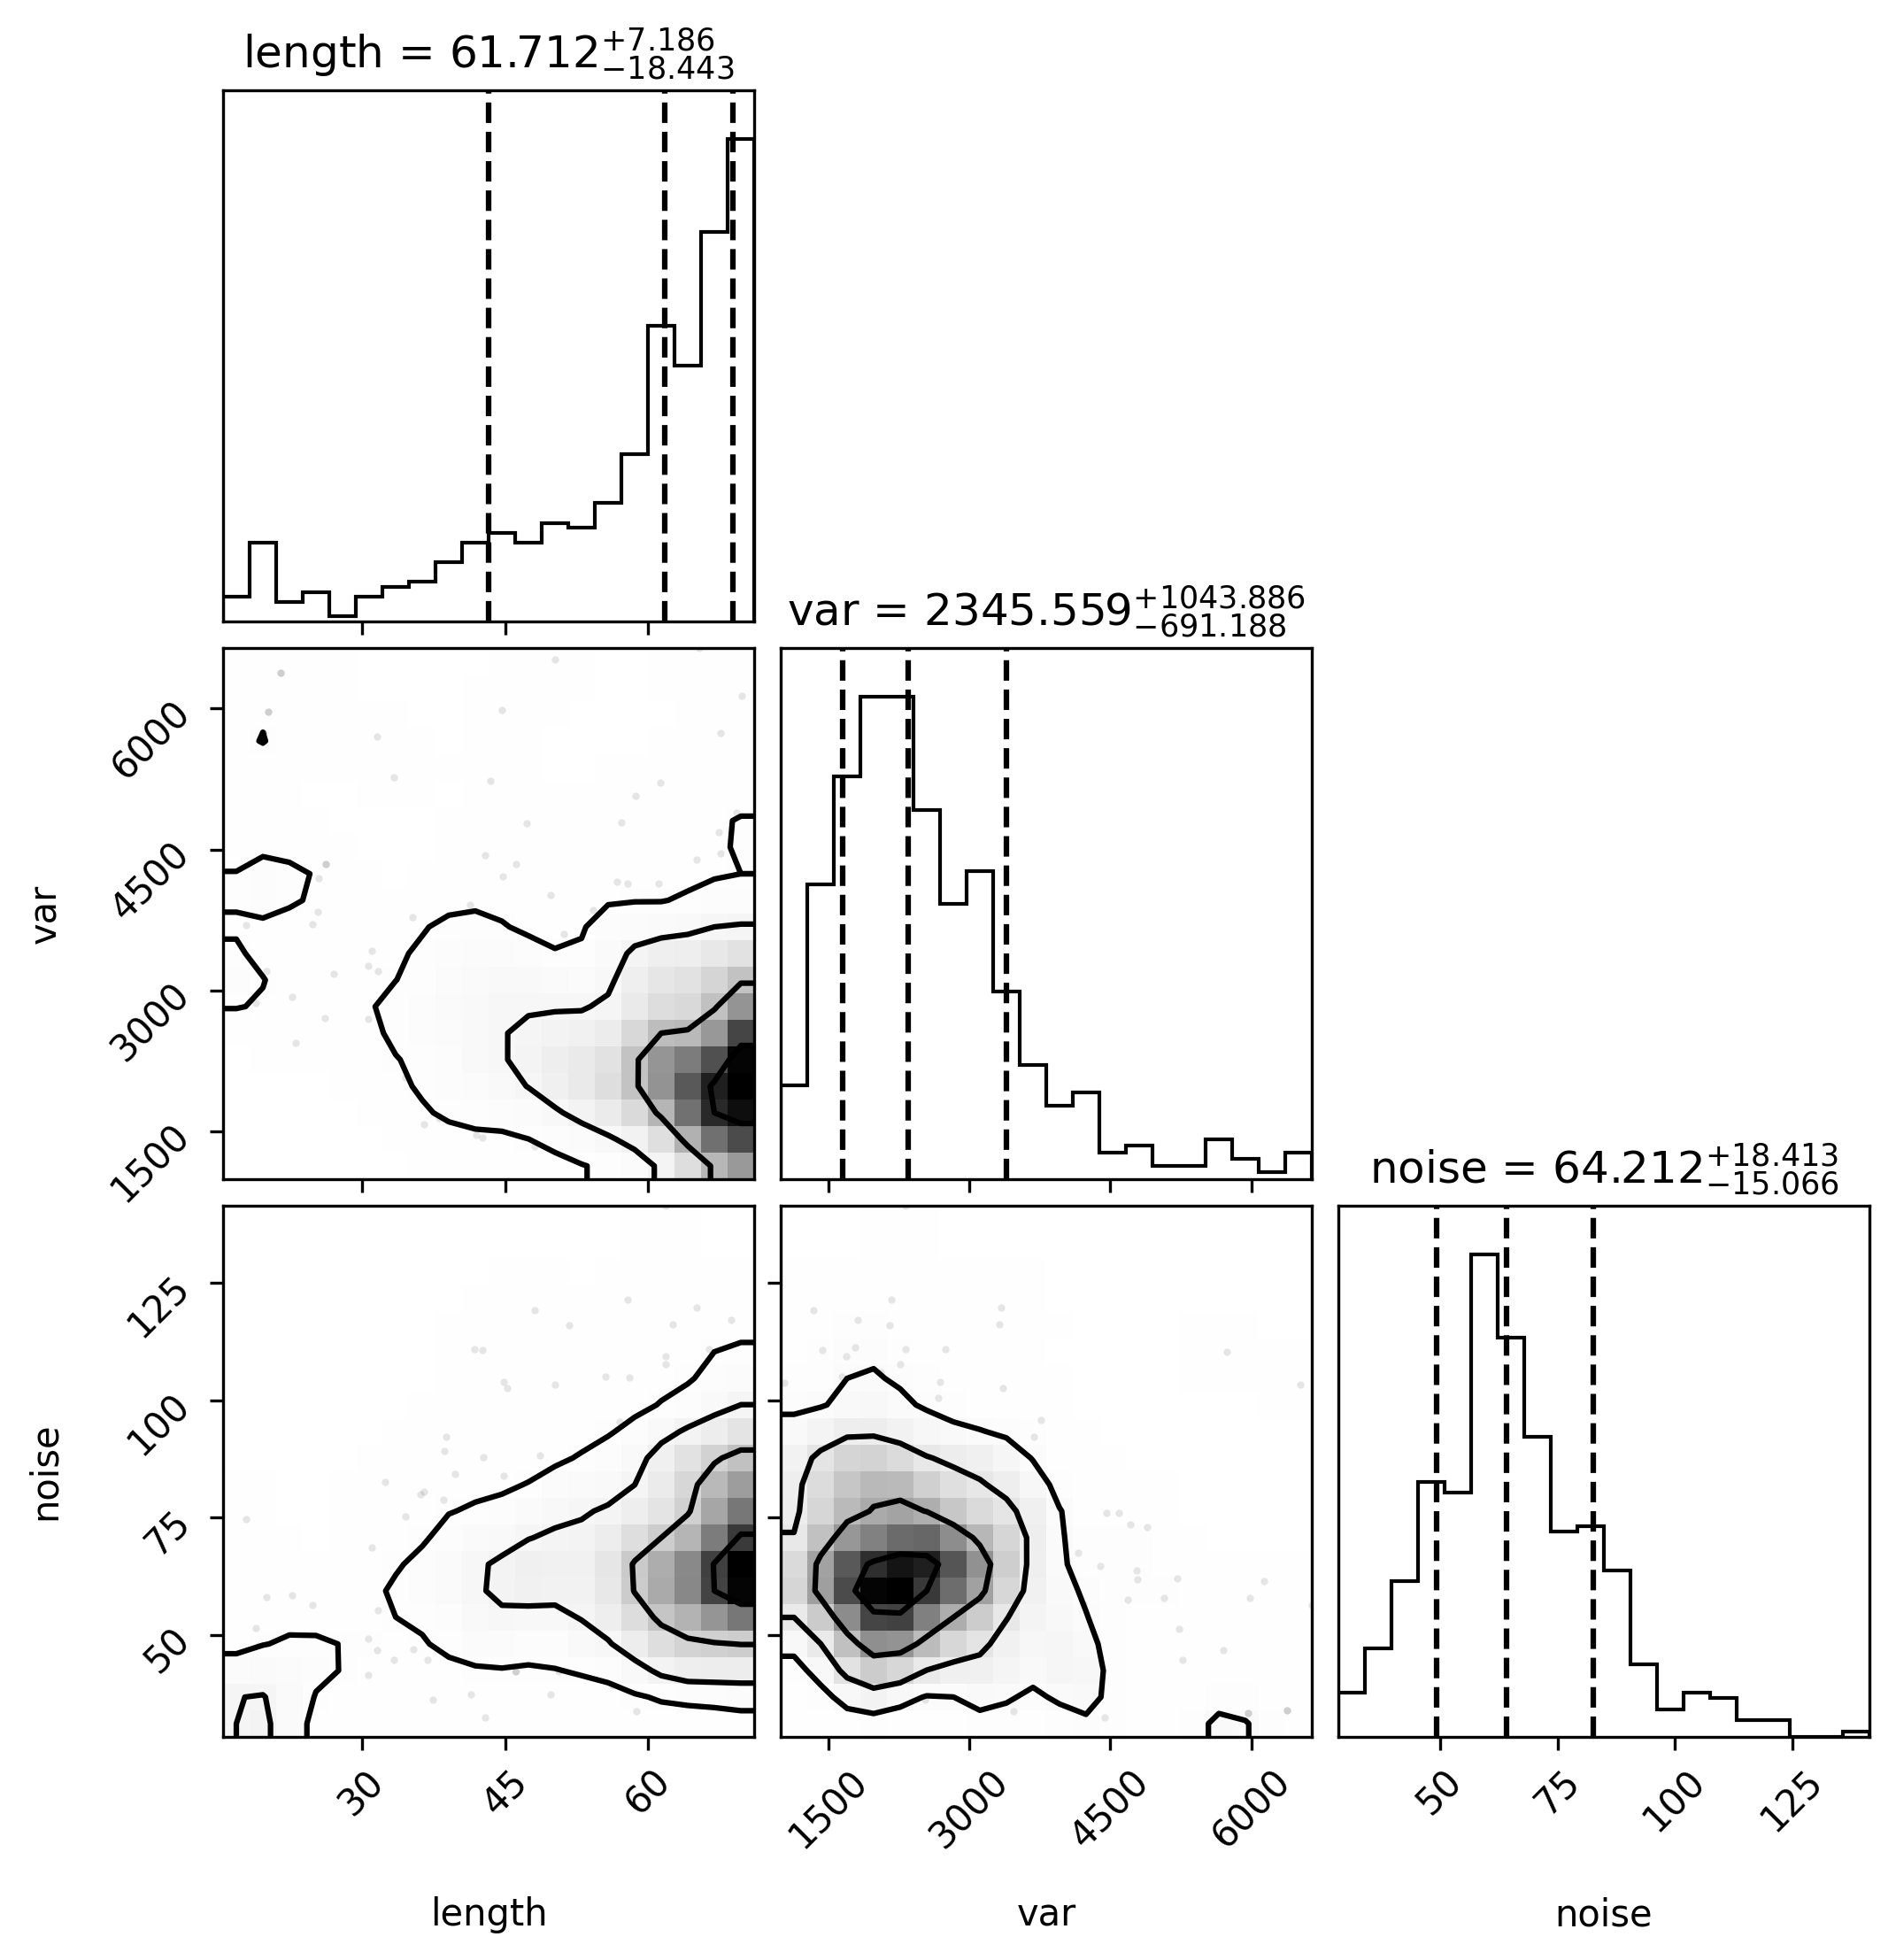 length = 61.712+7.186−18.443
var = 2345.559+1043.886−691.188
6000
4500
3000
1500
var
noise = 64.212+18.413−15.066
125
100
75
50
noise
30 45 60 1500 3000 4500 6000 50 75 100 125
length var noise